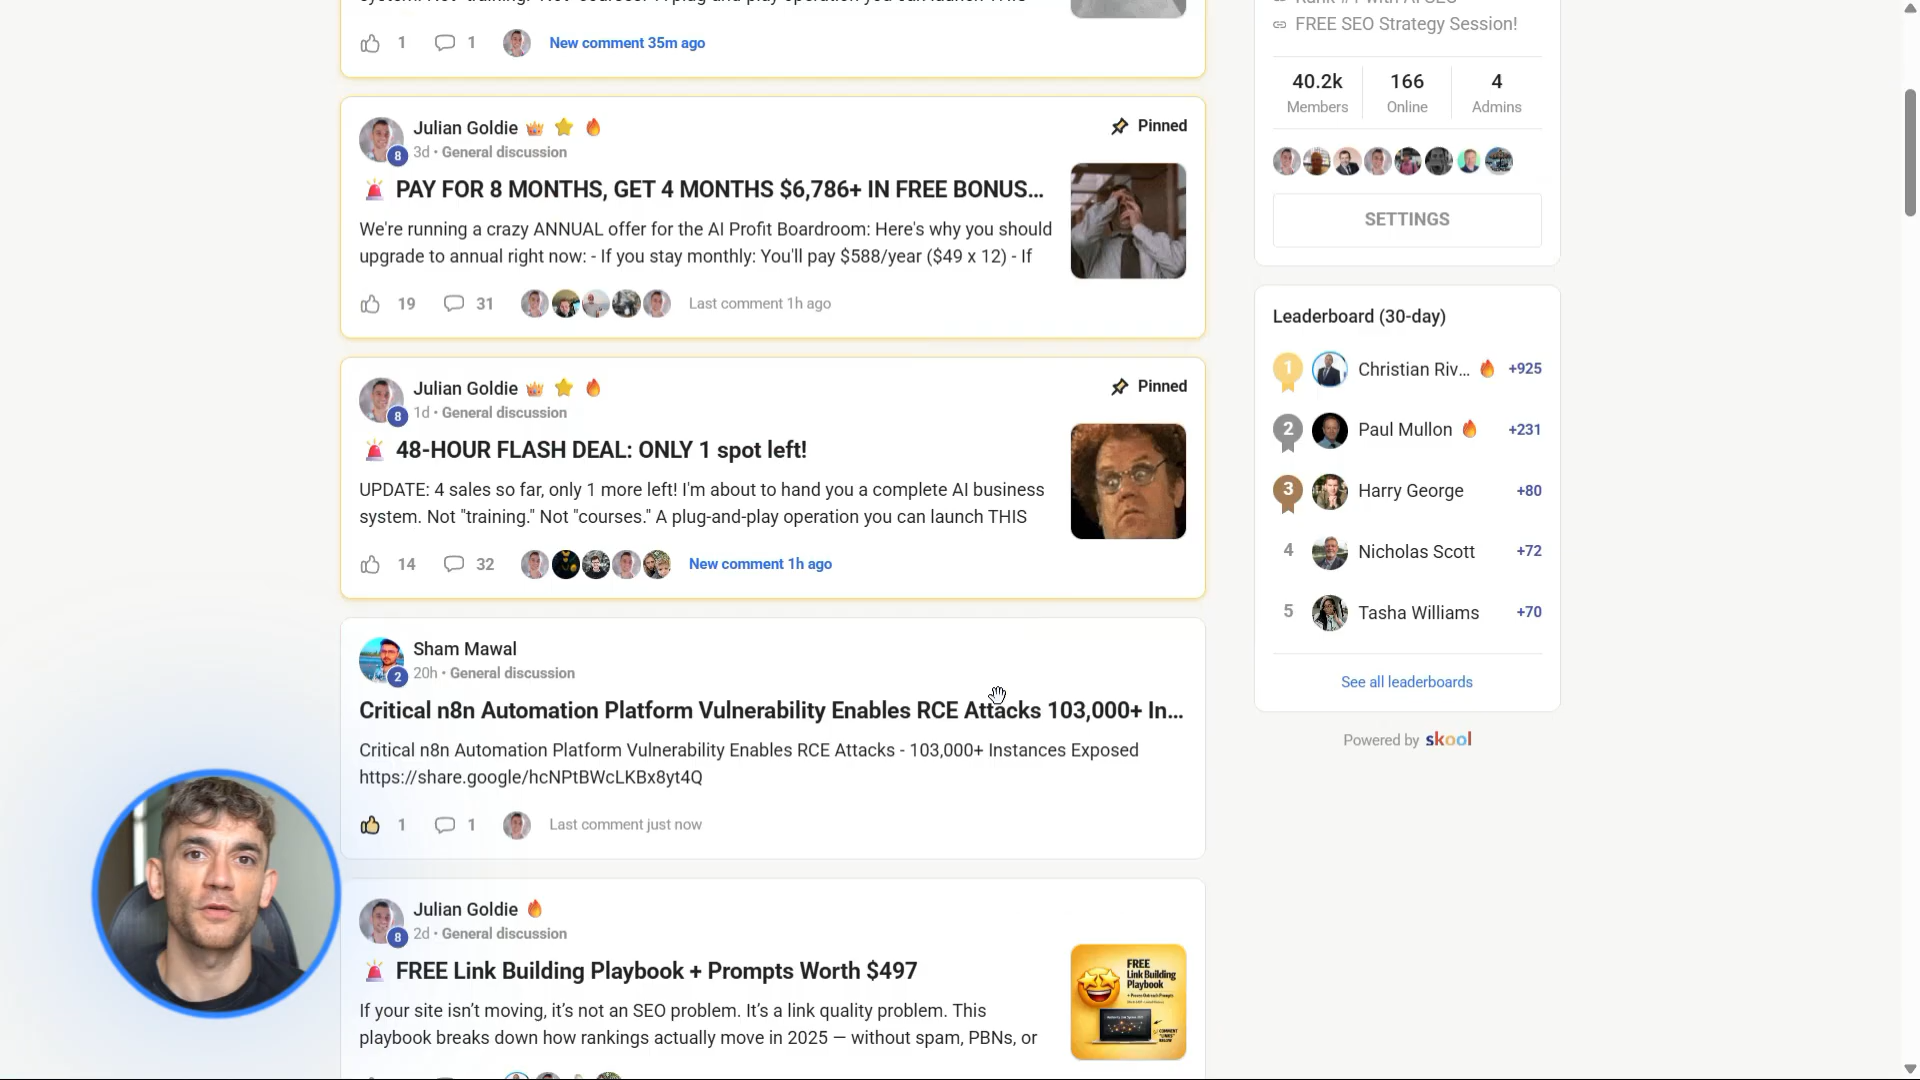 1
1
New comment 35m ago
Julian Goldie
8
3d • General discussion
Pinned
PAY FOR 8 MONTHS, GET 4 MONTHS $6,786+ IN FREE BONUS...
We're running a crazy ANNUAL offer for the AI Profit Boardroom: Here's why you should
upgrade to annual right now: - If you stay monthly: You'll pay $588/year ($49 x 12) - If
19
31
Last comment 1h ago
Julian Goldie
8
1d • General discussion
Pinned
48-HOUR FLASH DEAL: ONLY 1 spot left!
UPDATE: 4 sales so far, only 1 more left! I'm about to hand you a complete AI business
system. Not "training." Not "courses." A plug-and-play operation you can launch THIS
14
32
New comment 1h ago
Sham Mawal
2
20h • General discussion
Critical n8n Automation Platform Vulnerability Enables RCE Attacks 103,000+ In...
Critical n8n Automation Platform Vulnerability Enables RCE Attacks - 103,000+ Instances Exposed
https://share.google/hcNPtBWcLKBx8yt4Q
1
1
Last comment just now
Julian Goldie
8
2d • General discussion
FREE Link Building Playbook + Prompts Worth $497
If your site isn’t moving, it’s not an SEO problem. It’s a link quality problem. This
playbook breaks down how rankings actually move in 2025 — without spam, PBNs, or
FREE
Link Building
Playbook
FREE SEO Strategy Session!
40.2k
Members
166
Online
4
Admins
SETTINGS
Leaderboard (30-day)
1
Christian Riv...
+925
2
Paul Mullon
+231
3
Harry George
+80
4
Nicholas Scott
+72
5
Tasha Williams
+70
See all leaderboards
Powered by skool